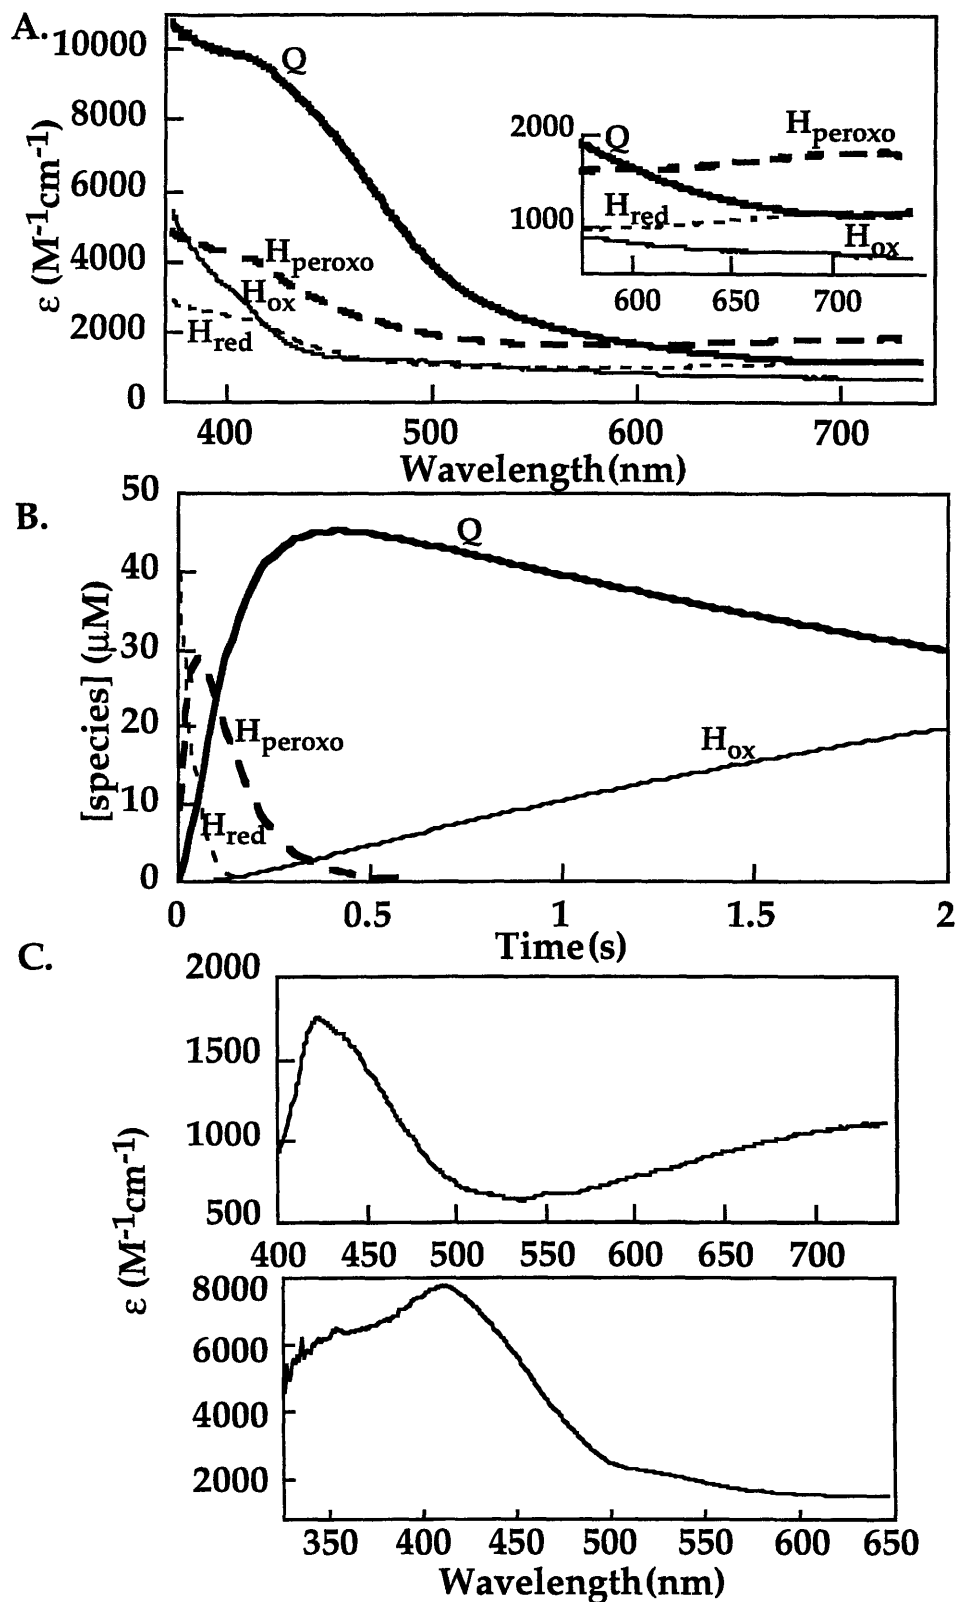 A.
10000
8000
6000
4000
2000
0
ε (M-1cm-1)
Q
Hperoxo
Hox
Hred
2000
1000
Q
Hperoxo
Hred
Hox
600 650 700
400 500 600 700
Wavelength(nm)
B.
50
40
30
20
10
0
[species] (μM)
Q
Hperoxo
Hox
Hred
0 0.5 1 1.5 2
Time(s)
C.
2000
1500
1000
500
400 450 500 550 600 650 700
ε (M-1cm-1)
8000
6000
4000
2000
350 400 450 500 550 600 650
Wavelength(nm)